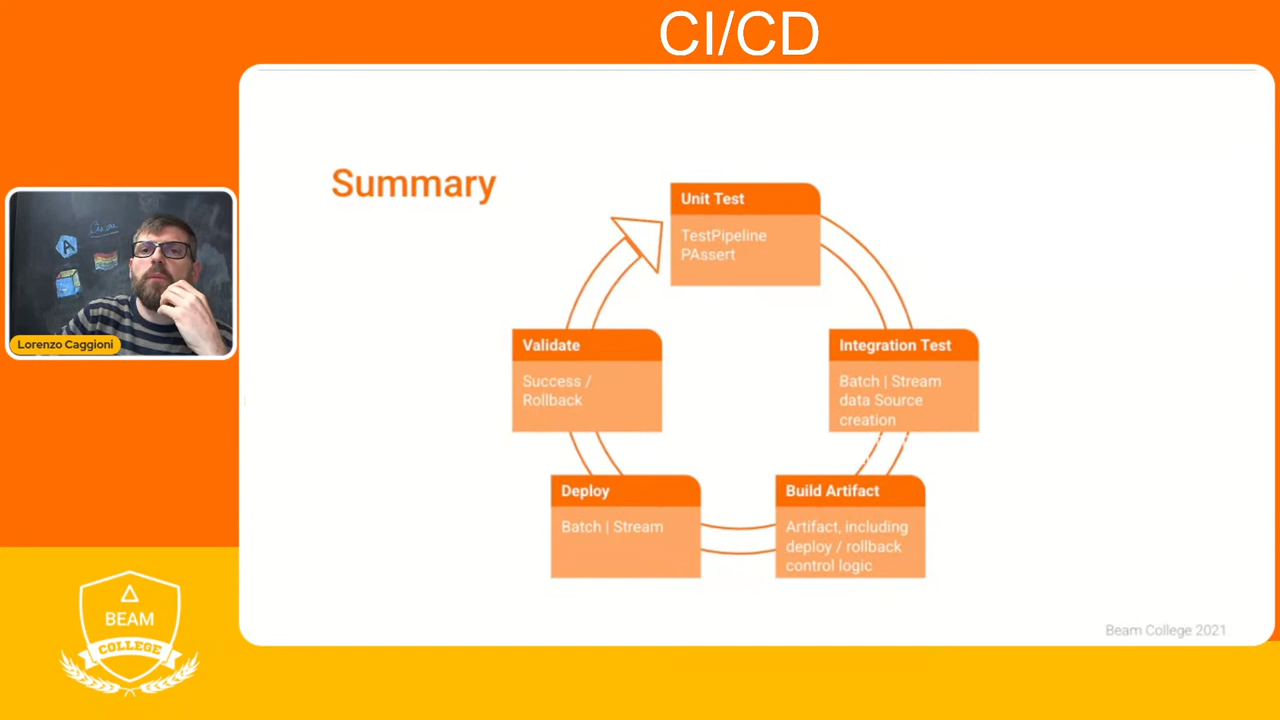 CI/CD
Summary
Unit Test
TestPipeline
PAssert
Validate
Success /
Rollback
Integration Test
Batch | Stream
data Source
creation
Deploy
Batch | Stream
Build Artifact
Artifact, including
deploy / rollback
control logic
Lorenzo Caggioni
A
BEAM
COLLEGE
Beam College 2021